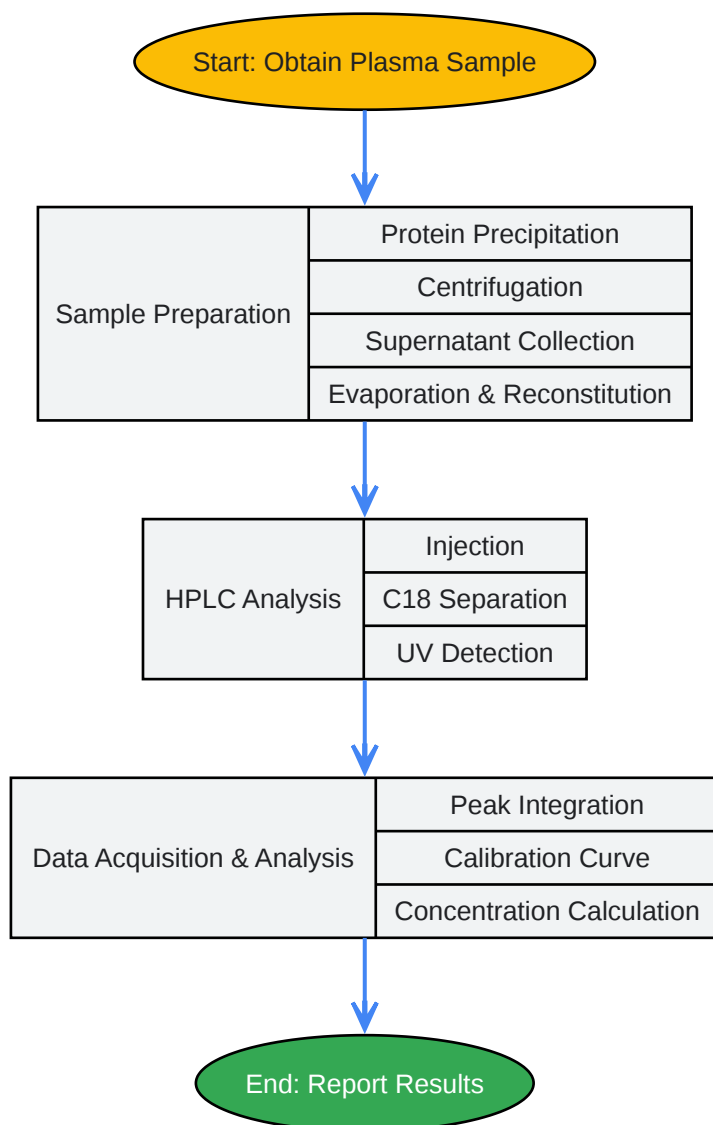 Start: Obtain Plasma Sample
Sample Preparation
Protein Precipitation
Centrifugation
Supernatant Collection
Evaporation & Reconstitution
HPLC Analysis
Injection
C18 Separation
UV Detection
Data Acquisition & Analysis
Peak Integration
Calibration Curve
Concentration Calculation
End: Report Results